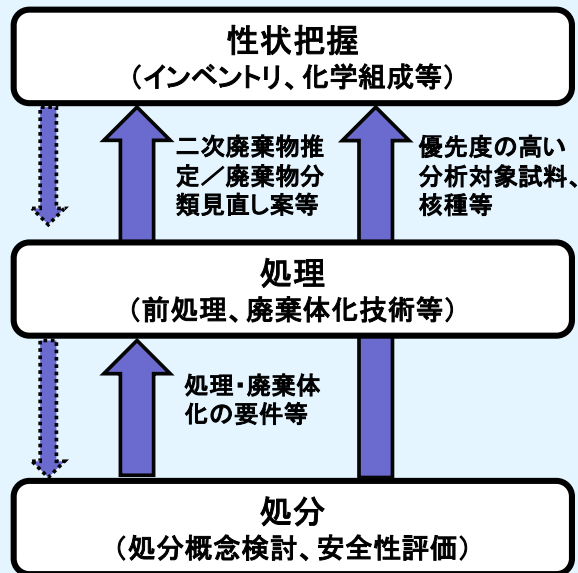 性状把握
（インベントリ、化学組成等）
二次廃棄物推
定／廃棄物分
類見直し案等
優先度の高い
分析対象試料、
核種等
処理
（前処理、廃棄体化技術等）
処理・廃棄体
化の要件等
処分
（処分概念検討、安全性評価）